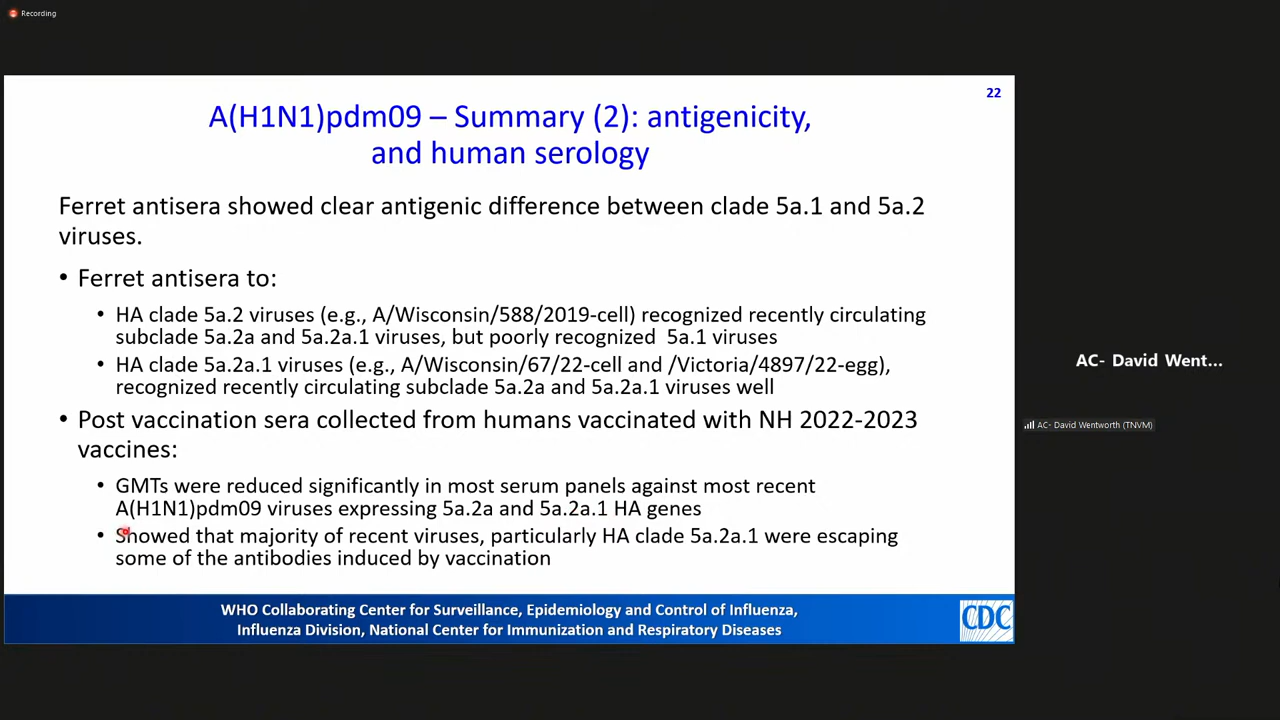 Recording
22
A(H1N1)pdm09 – Summary (2): antigenicity,
and human serology
Ferret antisera showed clear antigenic difference between clade 5a.1 and 5a.2
viruses.
• Ferret antisera to:
• HA clade 5a.2 viruses (e.g., A/Wisconsin/588/2019-cell) recognized recently circulating
subclade 5a.2a and 5a.2a.1 viruses, but poorly recognized 5a.1 viruses
• HA clade 5a.2a.1 viruses (e.g., A/Wisconsin/67/22-cell and /Victoria/4897/22-egg),
recognized recently circulating subclade 5a.2a and 5a.2a.1 viruses well
• Post vaccination sera collected from humans vaccinated with NH 2022-2023
vaccines:
• GMTs were reduced significantly in most serum panels against most recent
A(H1N1)pdm09 viruses expressing 5a.2a and 5a.2a.1 HA genes
• Showed that majority of recent viruses, particularly HA clade 5a.2a.1 were escaping
some of the antibodies induced by vaccination
WHO Collaborating Center for Surveillance, Epidemiology and Control of Influenza,
Influenza Division, National Center for Immunization and Respiratory Diseases
CDC
AC- David Went...
AC- David Wentworth (TNVM)